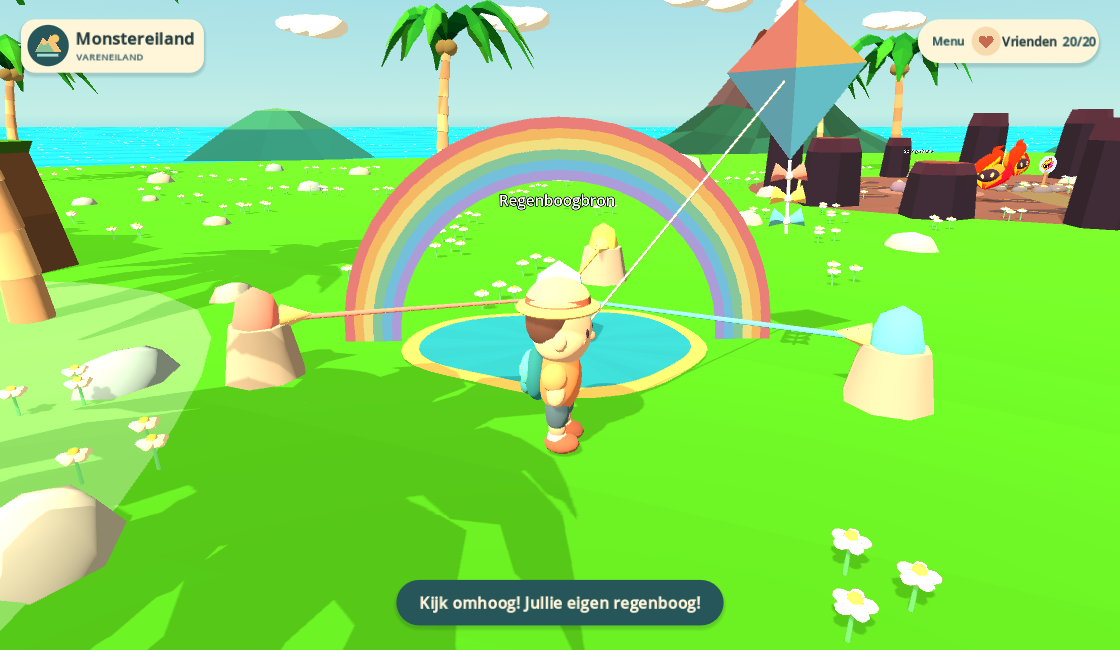 Monstereiland
VARENEILAND
Menu
Vrienden 20/20
Regenboogbron
Kijk omhoog! Jullie eigen regenboog!